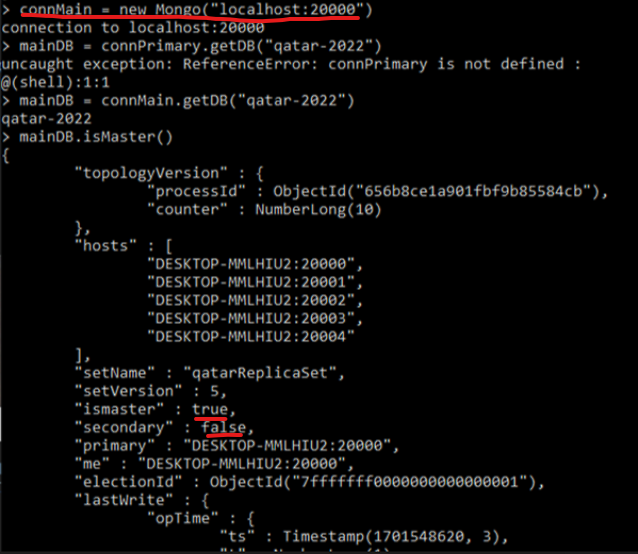 > connMain = new Mongo("localhost:20000")
connection to localhost:20000
> mainDB = connPrimary.getDB("qatar-2022")
uncaught exception: ReferenceError: connPrimary is not defined :
@(shell):1:1
> mainDB = connMain.getDB("qatar-2022")
qatar-2022
> mainDB.isMaster()
{
"topologyVersion" : {
"processId" : ObjectId("656b8ce1a901fbf9b85584cb"),
"counter" : NumberLong(10)
},
"hosts" : [
"DESKTOP-MMLHIU2:20000",
"DESKTOP-MMLHIU2:20001",
"DESKTOP-MMLHIU2:20002",
"DESKTOP-MMLHIU2:20003",
"DESKTOP-MMLHIU2:20004"
],
"setName" : "qatarReplicaSet",
"setVersion" : 5,
"ismaster" : true,
"secondary" : false,
"primary" : "DESKTOP-MMLHIU2:20000",
"me" : "DESKTOP-MMLHIU2:20000",
"electionId" : ObjectId("7fffffff0000000000000001"),
"lastWrite" : {
"opTime" : {
"ts" : Timestamp(1701548620, 3),